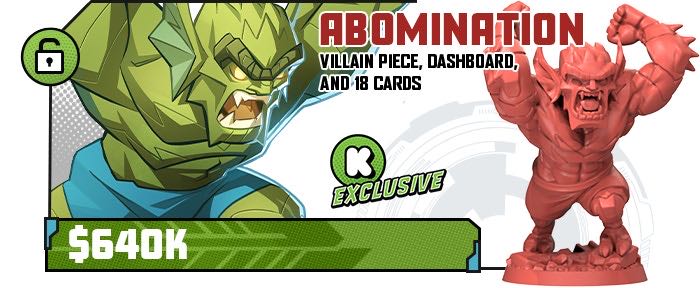 ABOMINATION
VILLAIN PIECE, DASHBOARD,
AND 18 CARDS
K
EXCLUSIVE
$640K